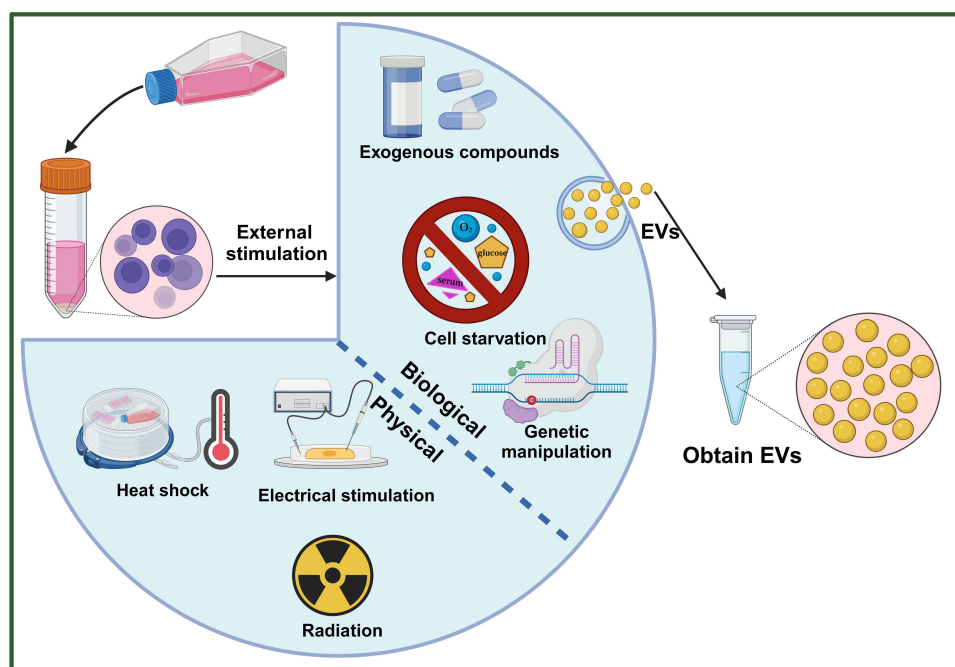 Exogenous compounds
External
stimulation
EVs
O2
glucose
serum
Cell starvation
Biological
Physical
C
Genetic
manipulation
Obtain EVs
Heat shock
Electrical stimulation
Radiation